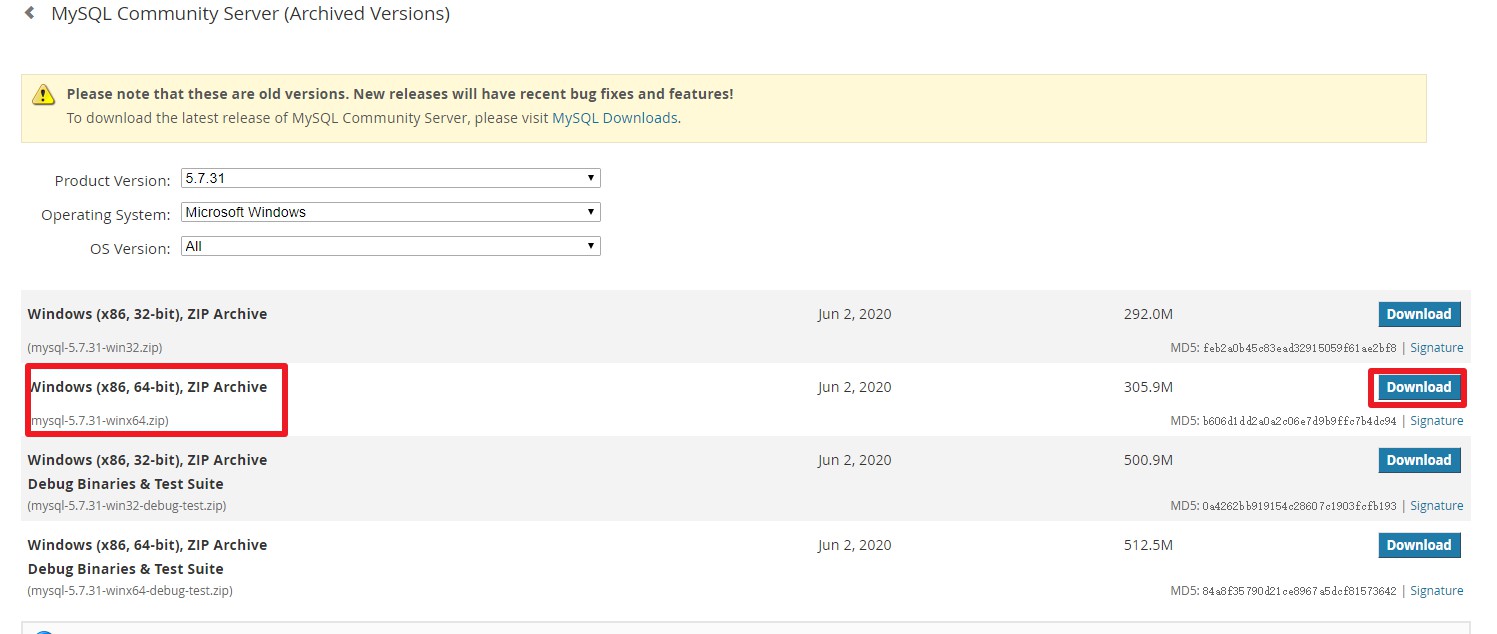 MySQL Community Server (Archived Versions)
Please note that these are old versions. New releases will have recent bug fixes and features!
To download the latest release of MySQL Community Server, please visit MySQL Downloads.
Product Version: 5.7.31
Operating System: Microsoft Windows
OS Version: All
Windows (x86, 32-bit), ZIP Archive Jun 2, 2020 292.0M Download
(mysql-5.7.31-win32.zip) MD5: feb2a0b45c83ead32915059f61ae2bf8 | Signature
Windows (x86, 64-bit), ZIP Archive Jun 2, 2020 305.9M Download
mysql-5.7.31-winx64.zip) MD5: b606d1dd2a0a2c06e7d9b9ffc7b4dc94 | Signature
Windows (x86, 32-bit), ZIP Archive Jun 2, 2020 500.9M Download
Debug Binaries & Test Suite
(mysql-5.7.31-win32-debug-test.zip) MD5: 0a4262bb919154c28607c1903fcfb193 | Signature
Windows (x86, 64-bit), ZIP Archive Jun 2, 2020 512.5M Download
Debug Binaries & Test Suite
(mysql-5.7.31-winx64-debug-test.zip) MD5: 84a8f35790d21ce8967a5dcf81573642 | Signature